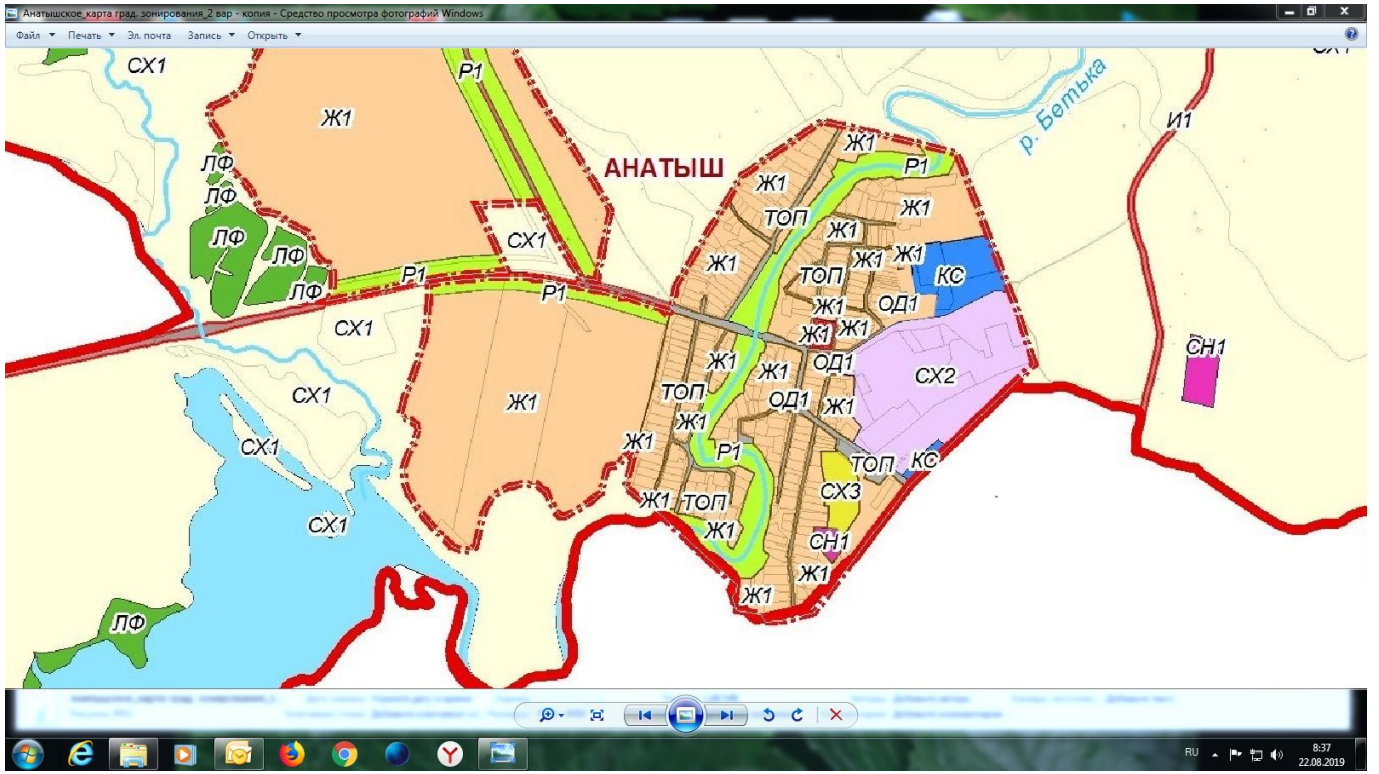 Анатышское_карта град. зонирования_2 вар - копия - Средство просмотра фотографий Windows
Файл Печать Эл. почта Запись Открыть
СХ1
Р1
СХ1
Ж1
р. Бетька
И1
ЛФ
АНАТЫШ
Ж1
Р1
ЛФ
Ж1
ТОП
Ж1
ЛФ
СХ1
Ж1
ЛФ
Ж1
Ж1
Ж1
Р1
ТОП
КС
ЛФ
Р1
Ж1
ОД1
СХ1
Ж1
Ж1
СН1
Ж1
Ж1
ОД1
СХ2
СХ1
Ж1
ТОП
ОД1
Ж1
СХ1
Ж1
Ж1
Р1
ТОП
КС
СХ3
СХ1
Ж1
ТОП
Ж1
СН1
Ж1
Ж1
ЛФ
RU
8:37
22.08.2019